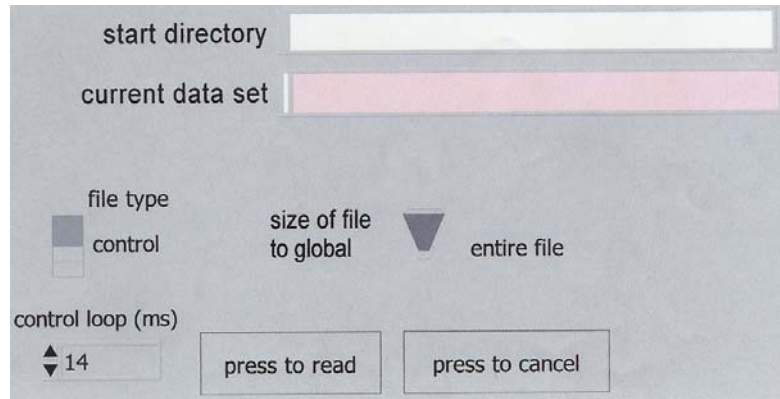 start directory
current data set
file type
control
size of file
to global
entire file
control loop (ms)
14
press to read
press to cancel